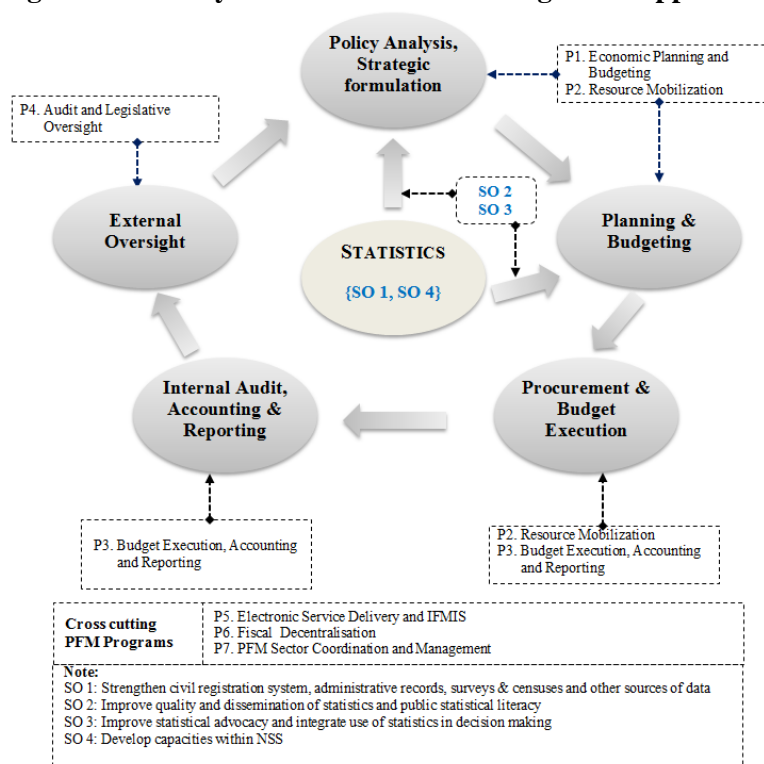 Policy Analysis,
Strategic
formulation
P1. Economic Planning and
Budgeting
P2. Resource Mobilization
P4. Audit and Legislative
Oversight
SO 2
SO 3
External
Oversight
Planning &
Budgeting
STATISTICS
{SO 1, SO 4}
Internal Audit,
Accounting &
Reporting
Procurement &
Budget
Execution
P3. Budget Execution, Accounting
and Reporting
P2. Resource Mobilization
P3. Budget Execution, Accounting
and Reporting
Cross cutting
PFM Programs
P5. Electronic Service Delivery and IFMIS
P6. Fiscal Decentralisation
P7. PFM Sector Coordination and Management
Note:
SO 1: Strengthen civil registration system, administrative records, surveys & censuses and other sources of data
SO 2: Improve quality and dissemination of statistics and public statistical literacy
SO 3: Improve statistical advocacy and integrate use of statistics in decision making
SO 4: Develop capacities within NSS